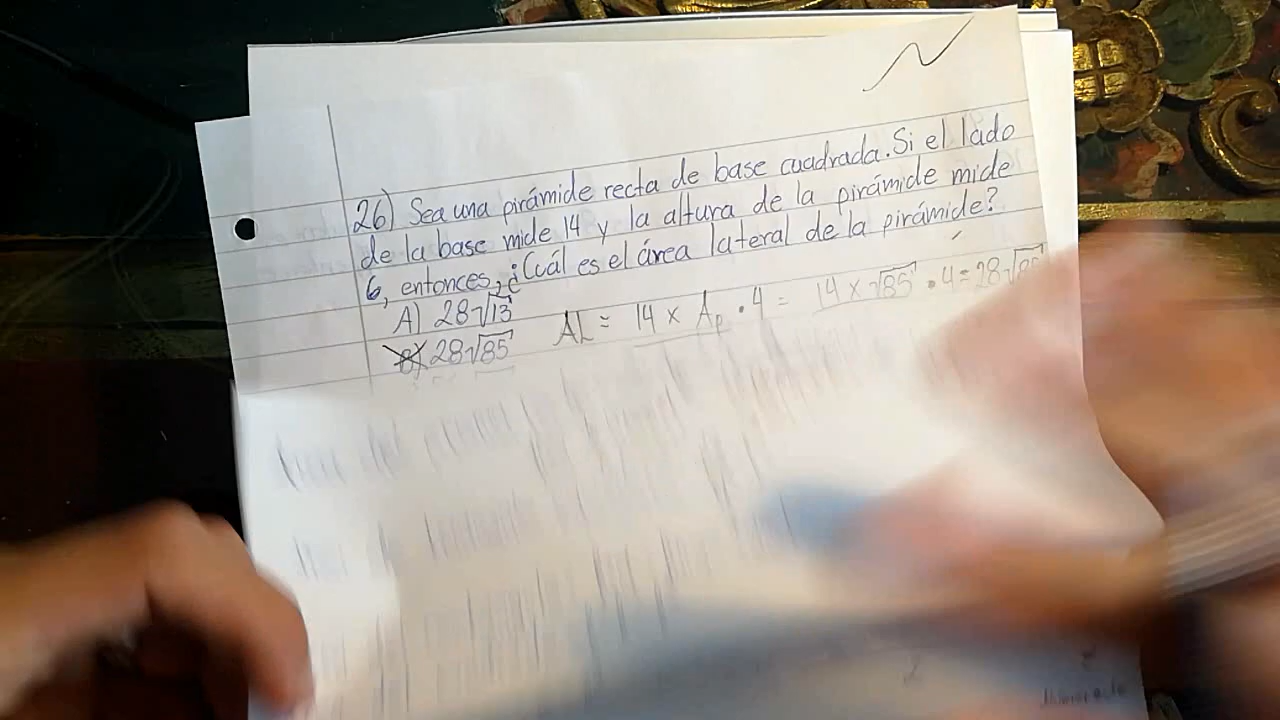 26) Sea una pirámide recta de base cuadrada. Si el lado
de la base mide 14 y la altura de la pirámide mide
6, entonces, ¿Cuál es el área lateral de la pirámide?
A) 28√13
B) 28√85 AL = 14 x Ap · 4 = 14 x √85 · 4 = 28√85